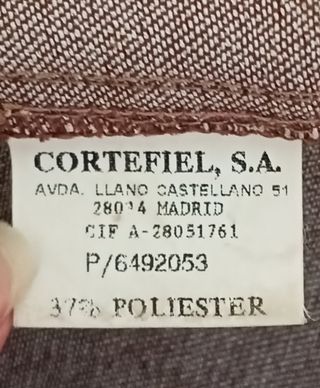 CORTEFIEL, S.A.
AVDA. LLANO CASTELLANO 51
28034 MADRID
CIF A-28051761
P/6492053
37% POLIESTER